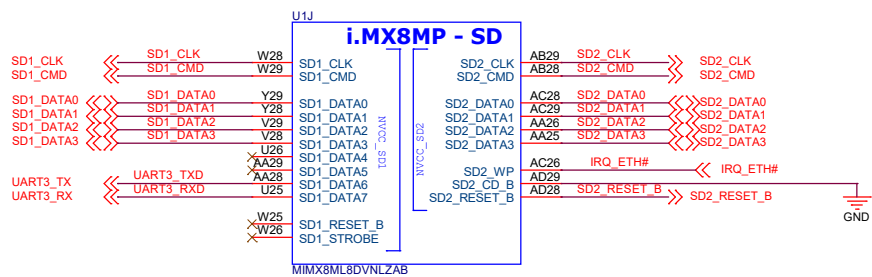 U1J
i.MX8MP - SD
SD1_CLK SD1_CLK W28 SD1_CLK SD2_CLK AB29 SD2_CLK SD2_CLK
SD1_CMD SD1_CMD W29 SD1_CMD SD2_CMD AB28 SD2_CMD SD2_CMD
SD1_DATA0 SD1_DATA0 Y29 SD1_DATA0 SD2_DATA0 AC28 SD2_DATA0 SD2_DATA0
SD1_DATA1 SD1_DATA1 Y28 SD1_DATA1 SD2_DATA1 AC29 SD2_DATA1 SD2_DATA1
SD1_DATA2 SD1_DATA2 V29 SD1_DATA2 SD2_DATA2 AA26 SD2_DATA2 SD2_DATA2
SD1_DATA3 SD1_DATA3 V28 SD1_DATA3 SD2_DATA3 AA25 SD2_DATA3 SD2_DATA3
U26 SD1_DATA4
AA29 SD1_DATA5 SD2_WP AC26 IRQ_ETH# IRQ_ETH#
UART3_TX UART3_TXD AA28 SD1_DATA6 SD2_CD_B AD29
UART3_RX UART3_RXD U25 SD1_DATA7 SD2_RESET_B AD28 SD2_RESET_B SD2_RESET_B
NVCC_SD1
NVCC_SD2
GND
W25 SD1_RESET_B
W26 SD1_STROBE
MIMX8ML8DVNLZAB